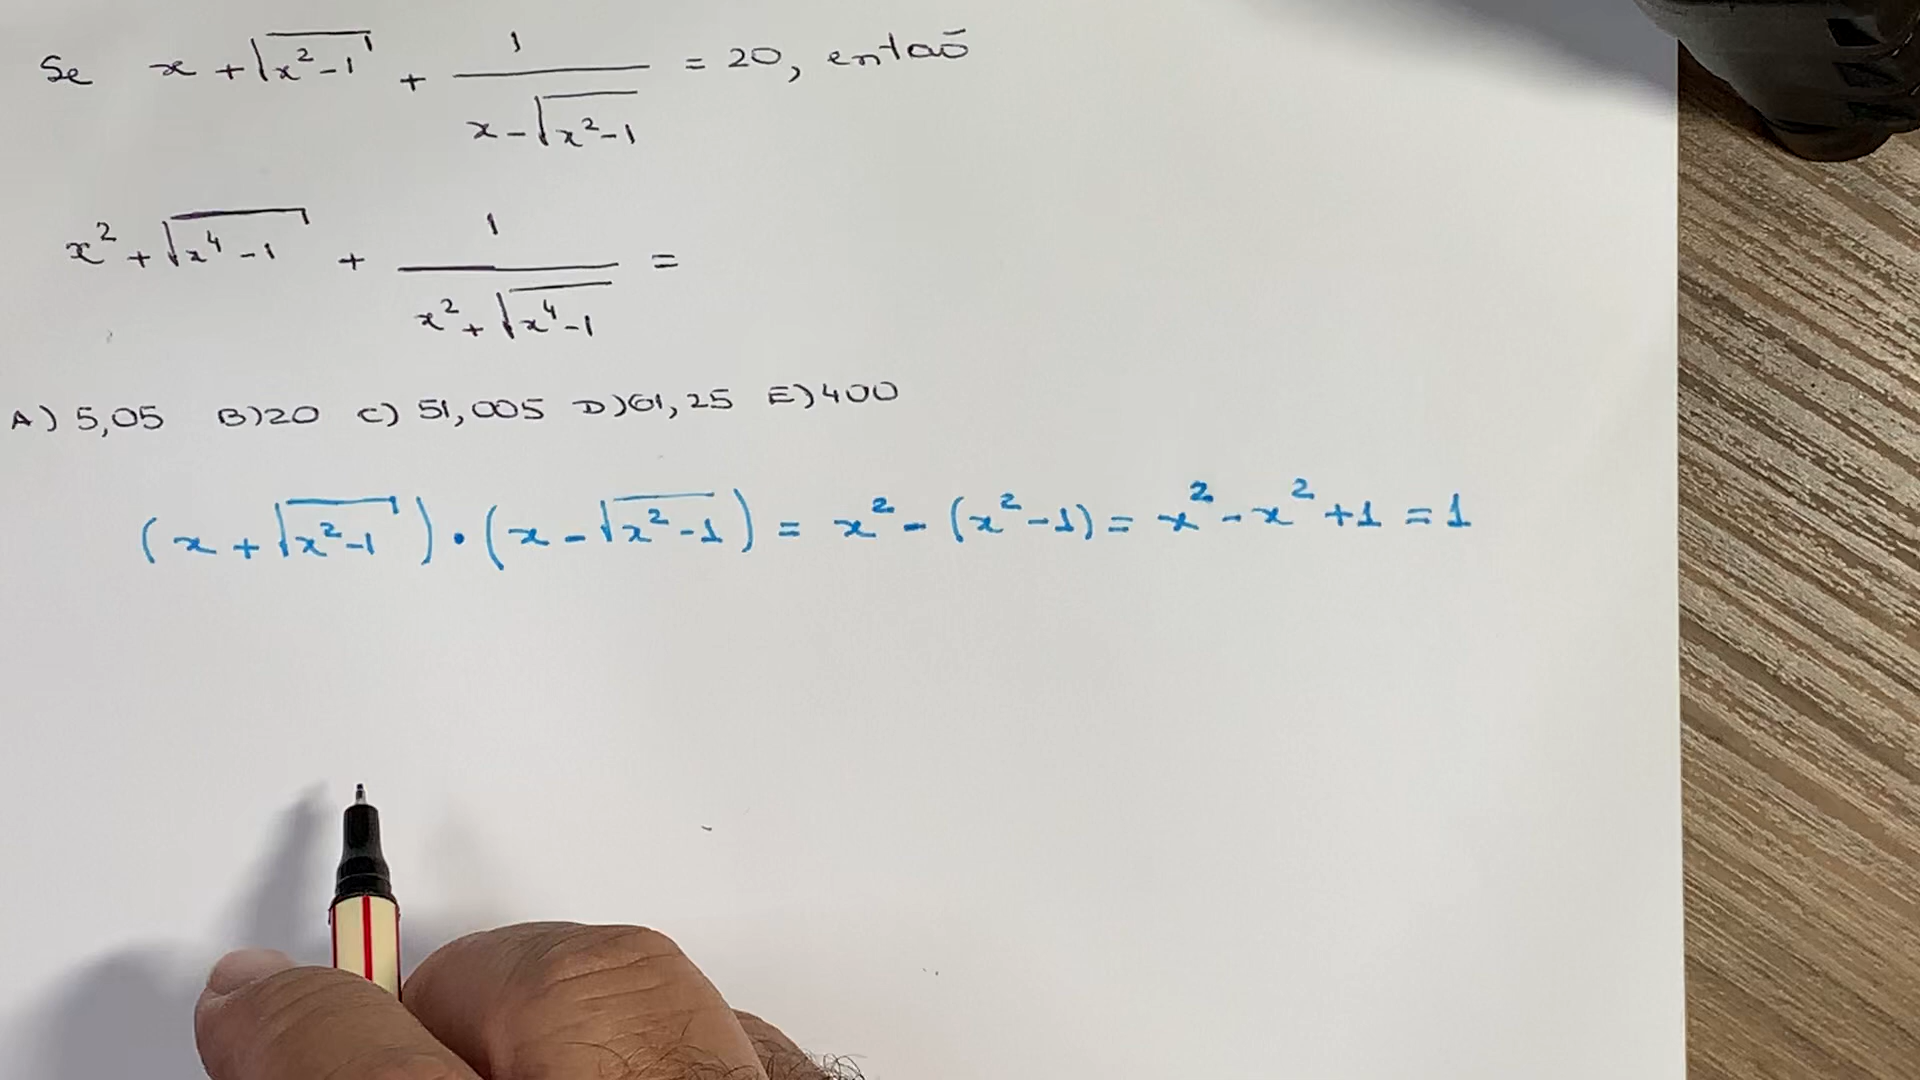 Se x + √(x² - 1) + 1/(x - √(x² - 1)) = 20, então
x² + √(x⁴ - 1) + 1/(x² + √(x⁴ - 1)) =
A) 5,05 B) 20 C) 51,005 D) 61,25 E) 400
(x + √(x² - 1)) · (x - √(x² - 1)) = x² - (x² - 1) = x² - x² + 1 = 1